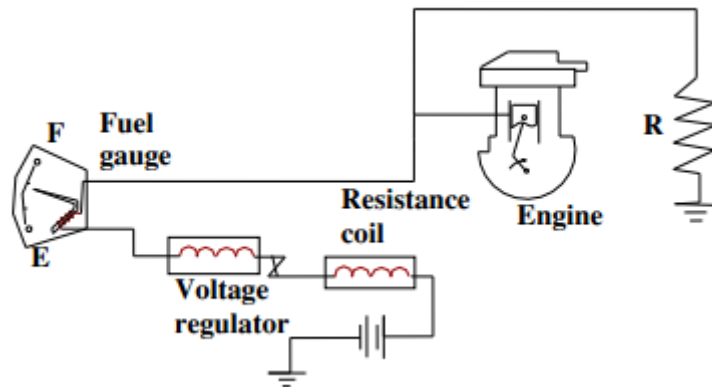 F
Fuel
gauge
R
E
Resistance
coil
Engine
Voltage
regulator